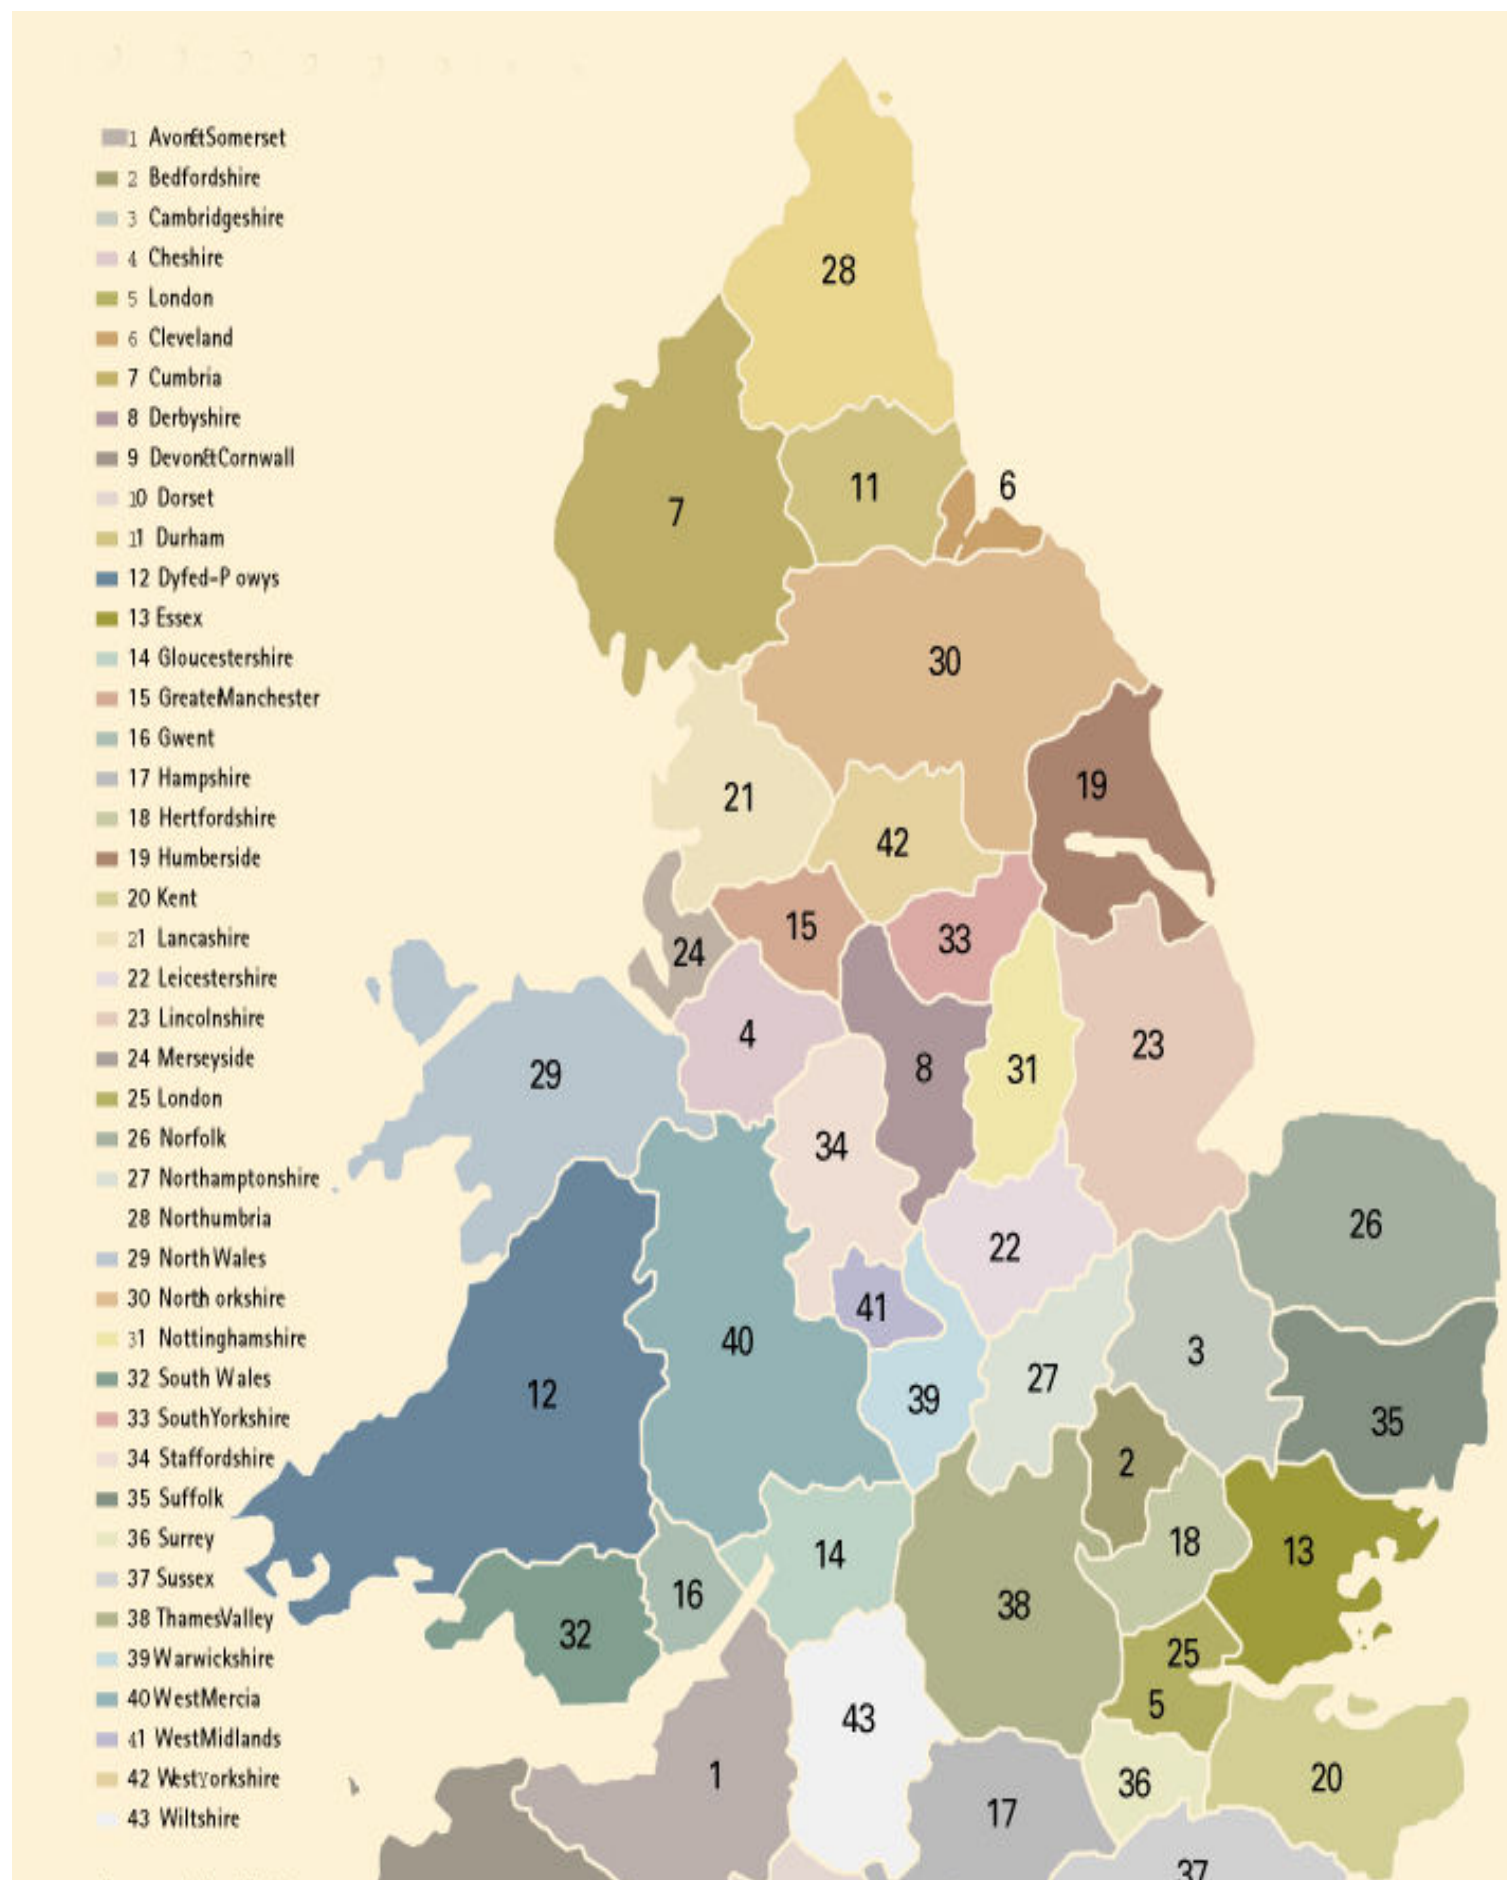 1 Avon&Somerset
2 Bedfordshire
3 Cambridgeshire
4 Cheshire
5 London
6 Cleveland
7 Cumbria
8 Derbyshire
9 Devon&Cornwall
10 Dorset
11 Durham
12 Dyfed-P owys
13 Essex
14 Gloucestershire
15 GreaterManchester
16 Gwent
17 Hampshire
18 Hertfordshire
19 Humberside
20 Kent
21 Lancashire
22 Leicestershire
23 Lincolnshire
24 Merseyside
25 London
26 Norfolk
27 Northamptonshire
28 Northumbria
29 North Wales
30 North orkshire
31 Nottinghamshire
32 South Wales
33 SouthYorkshire
34 Staffordshire
35 Suffolk
36 Surrey
37 Sussex
38 ThamesValley
39 Warwickshire
40 WestMercia
41 WestMidlands
42 WestYorkshire
43 Wiltshire
28
11
6
7
30
19
21
42
15
33
24
4
23
8
31
29
34
26
22
41
40
3
27
12
39
35
2
18
13
14
16
38
32
25
5
43
1
36
20
17
37